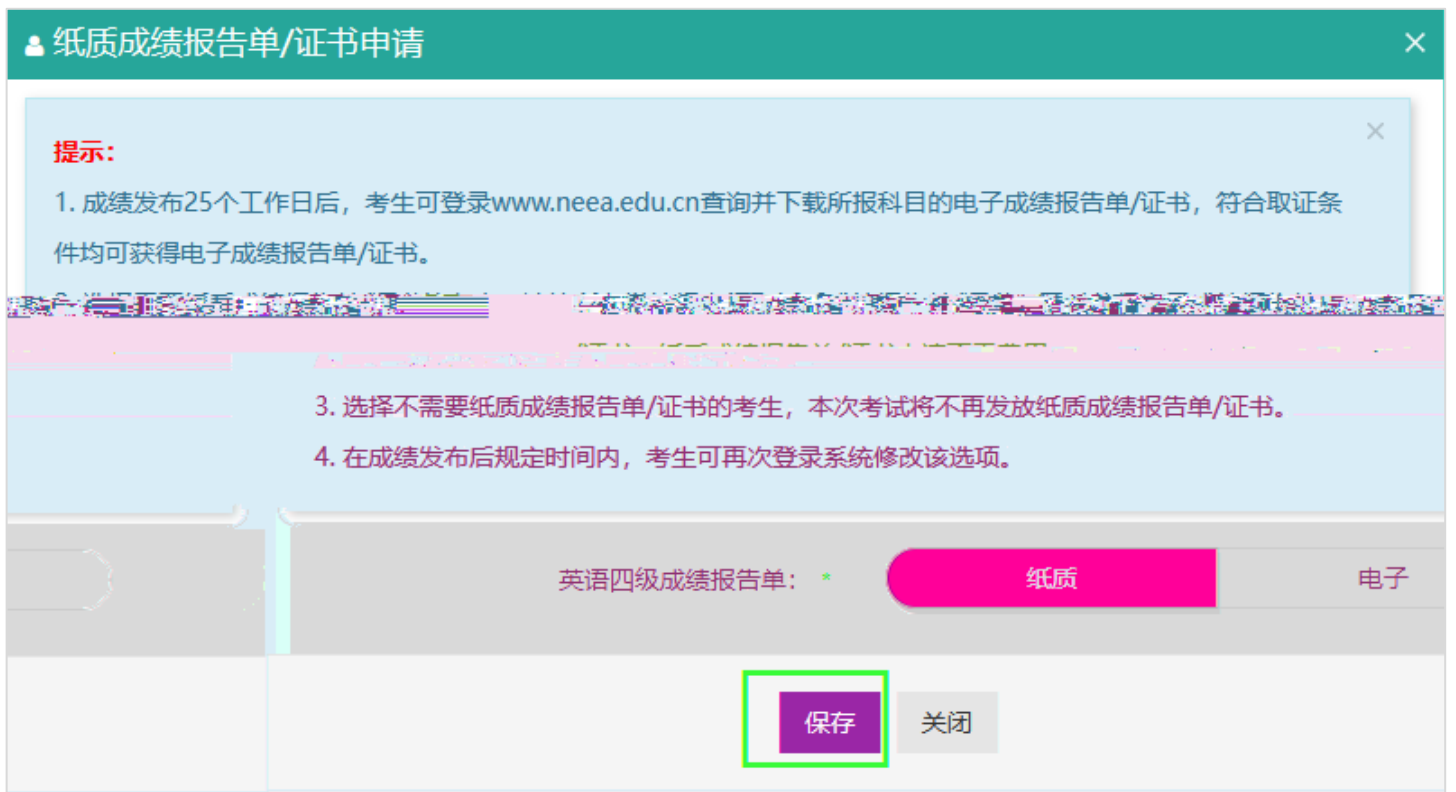 纸质成绩报告单/证书申请
提示：
1. 成绩发布25个工作日后，考生可登录www.neea.edu.cn查询并下载所报科目的电子成绩报告单/证书，符合取证条
件均可获得电子成绩报告单/证书。
3. 选择不需要纸质成绩报告单/证书的考生，本次考试将不再发放纸质成绩报告单/证书。
4. 在成绩发布后规定时间内，考生可再次登录系统修改该选项。
英语四级成绩报告单： * 纸质 电子
保存 关闭